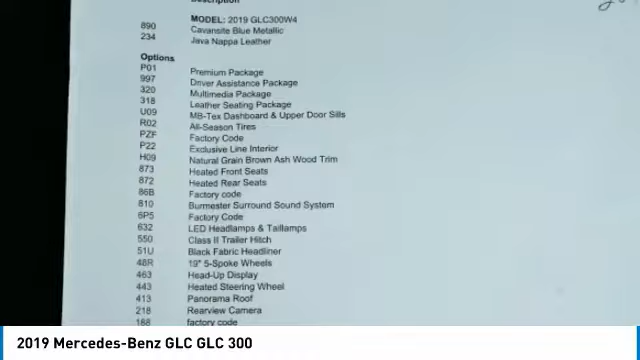 Description
MODEL: 2019 GLC300W4
890 Cavansite Blue Metallic
234 Java Nappa Leather
Options
P01 Premium Package
997 Driver Assistance Package
320 Multimedia Package
318 Leather Seating Package
U09 MB-Tex Dashboard & Upper Door Sills
R02 All-Season Tires
PZF Factory Code
P22 Exclusive Line Interior
H09 Natural Grain Brown Ash Wood Trim
873 Heated Front Seats
872 Heated Rear Seats
86B Factory code
810 Burmester Surround Sound System
6P5 Factory Code
632 LED Headlamps & Taillamps
550 Class II Trailer Hitch
51U Black Fabric Headliner
48R 19" 5-Spoke Wheels
463 Head-Up Display
443 Heated Steering Wheel
413 Panorama Roof
218 Rearview Camera
188 factory code
2019 Mercedes-Benz GLC GLC 300